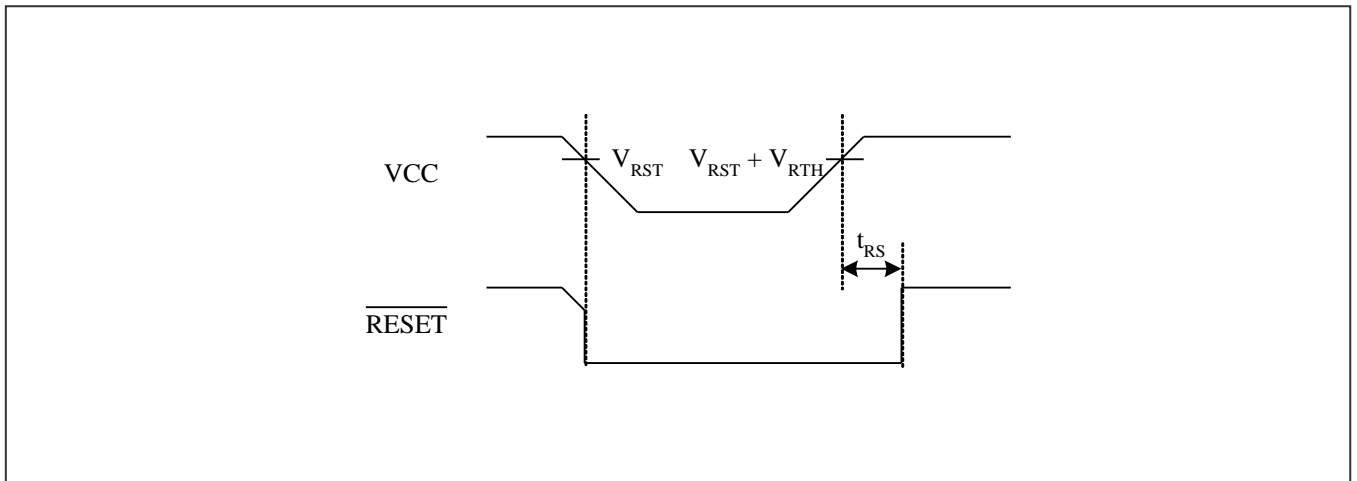 VCC
V_RST
V_RST + V_RTH
t_RS
RESET